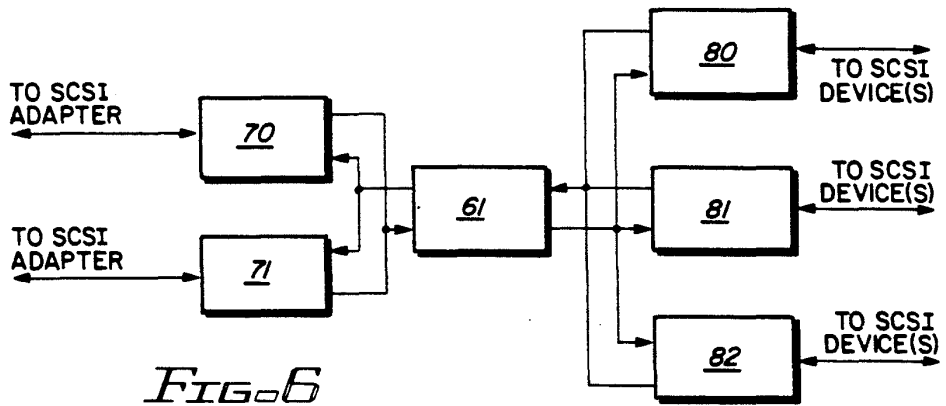 TO SCSI
ADAPTER
70
TO SCSI
ADAPTER
71
61
80
TO SCSI
DEVICE(S)
81
TO SCSI
DEVICE(S)
82
TO SCSI
DEVICE(S)
FIG. 6